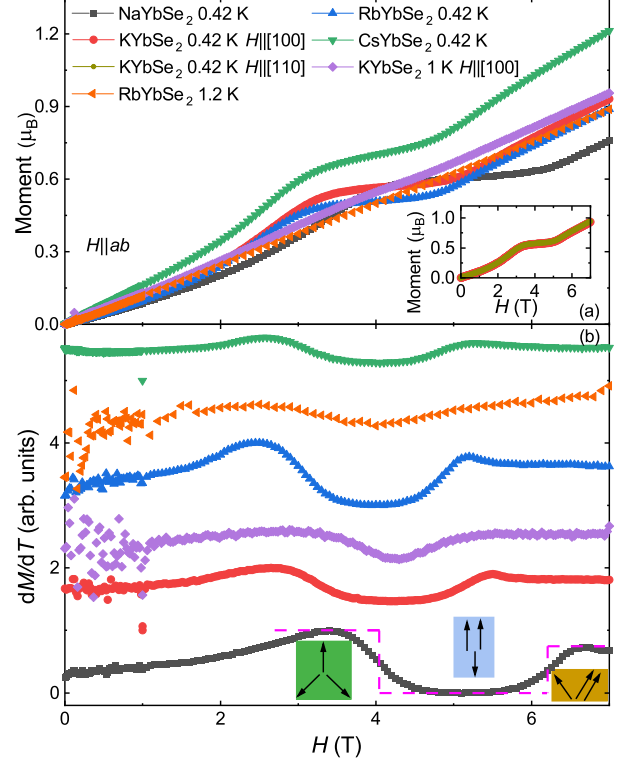 NaYbSe2 0.42 K
RbYbSe2 0.42 K
KYbSe2 0.42 K H||[100]
CsYbSe2 0.42 K
KYbSe2 0.42 K H||[110]
KYbSe2 1 K H||[100]
RbYbSe2 1.2 K
Moment (μB)
1.2
0.9
0.6
0.3
0.0
H||ab
Moment (μB)
1.0
0.5
0.0
0 2 4 6
H (T)
(a)
(b)
dM/dT (arb. units)
4
2
0
0 2 4 6
H (T)